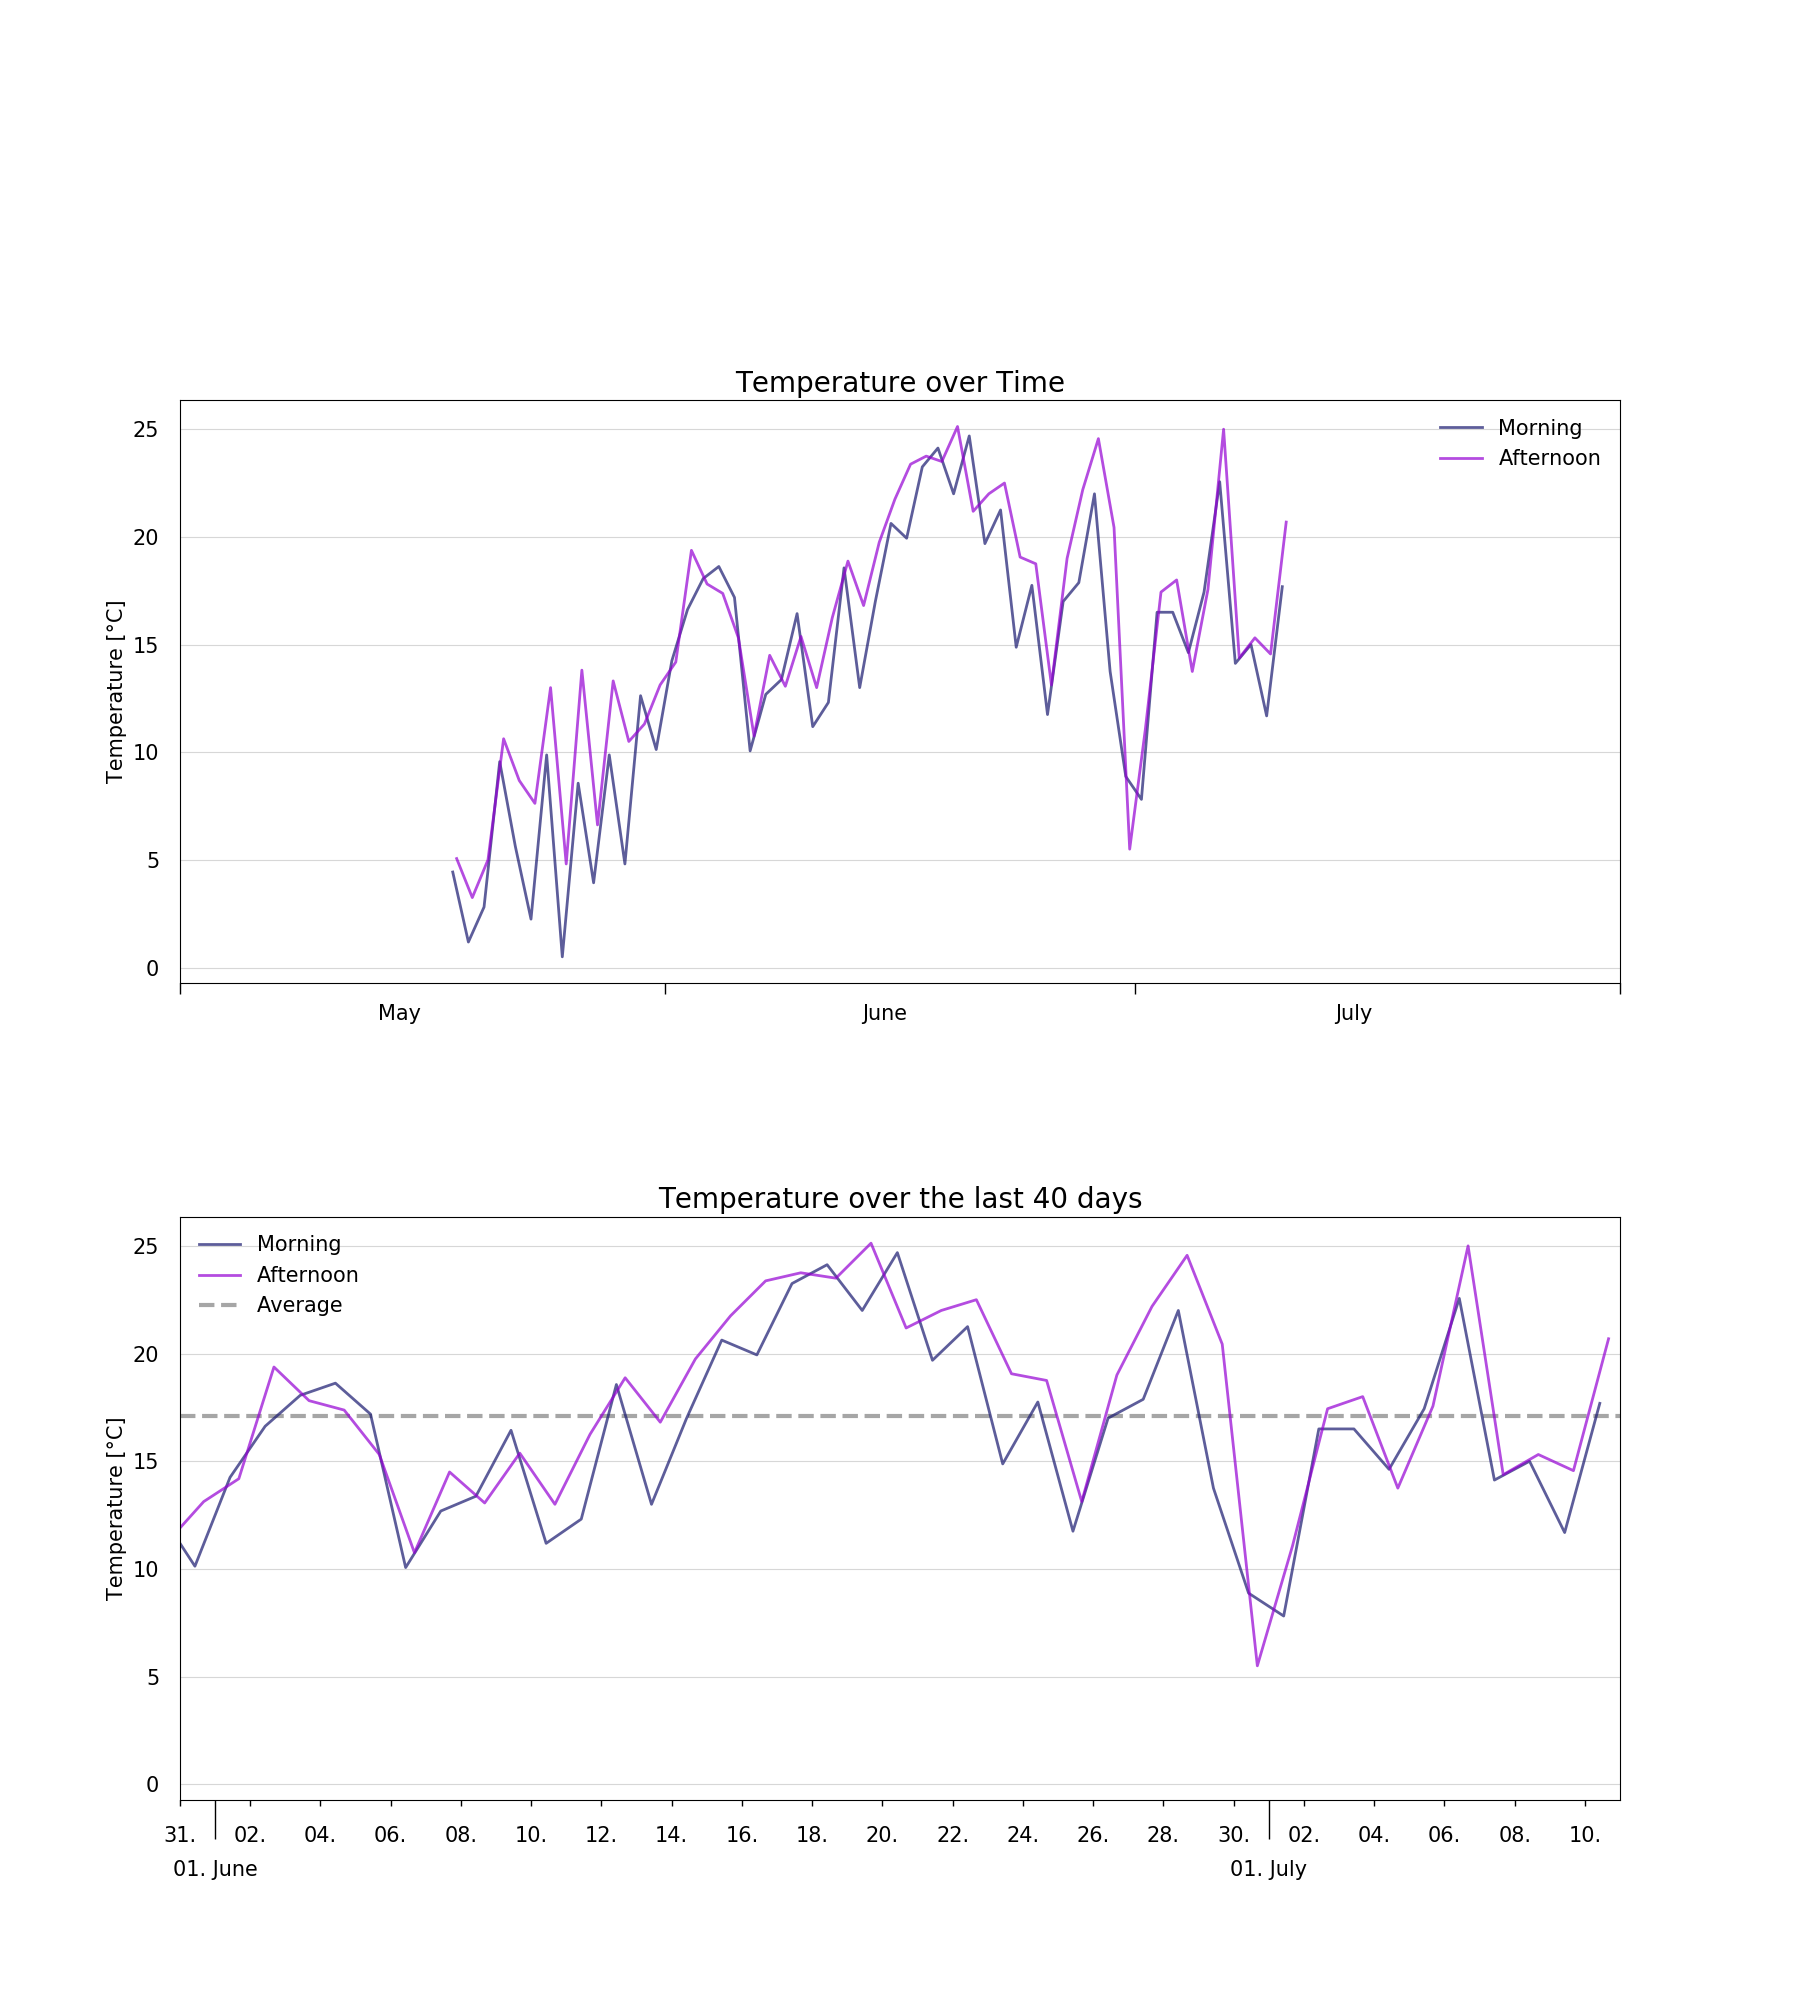 Temperature over Time
Temperature [°C]
25
20
15
10
5
0
Morning
Afternoon
May June July
Temperature over the last 40 days
Temperature [°C]
25
20
15
10
5
0
Morning
Afternoon
Average
31. 02. 04. 06. 08. 10. 12. 14. 16. 18. 20. 22. 24. 26. 28. 30. 02. 04. 06. 08. 10.
01. June 01. July